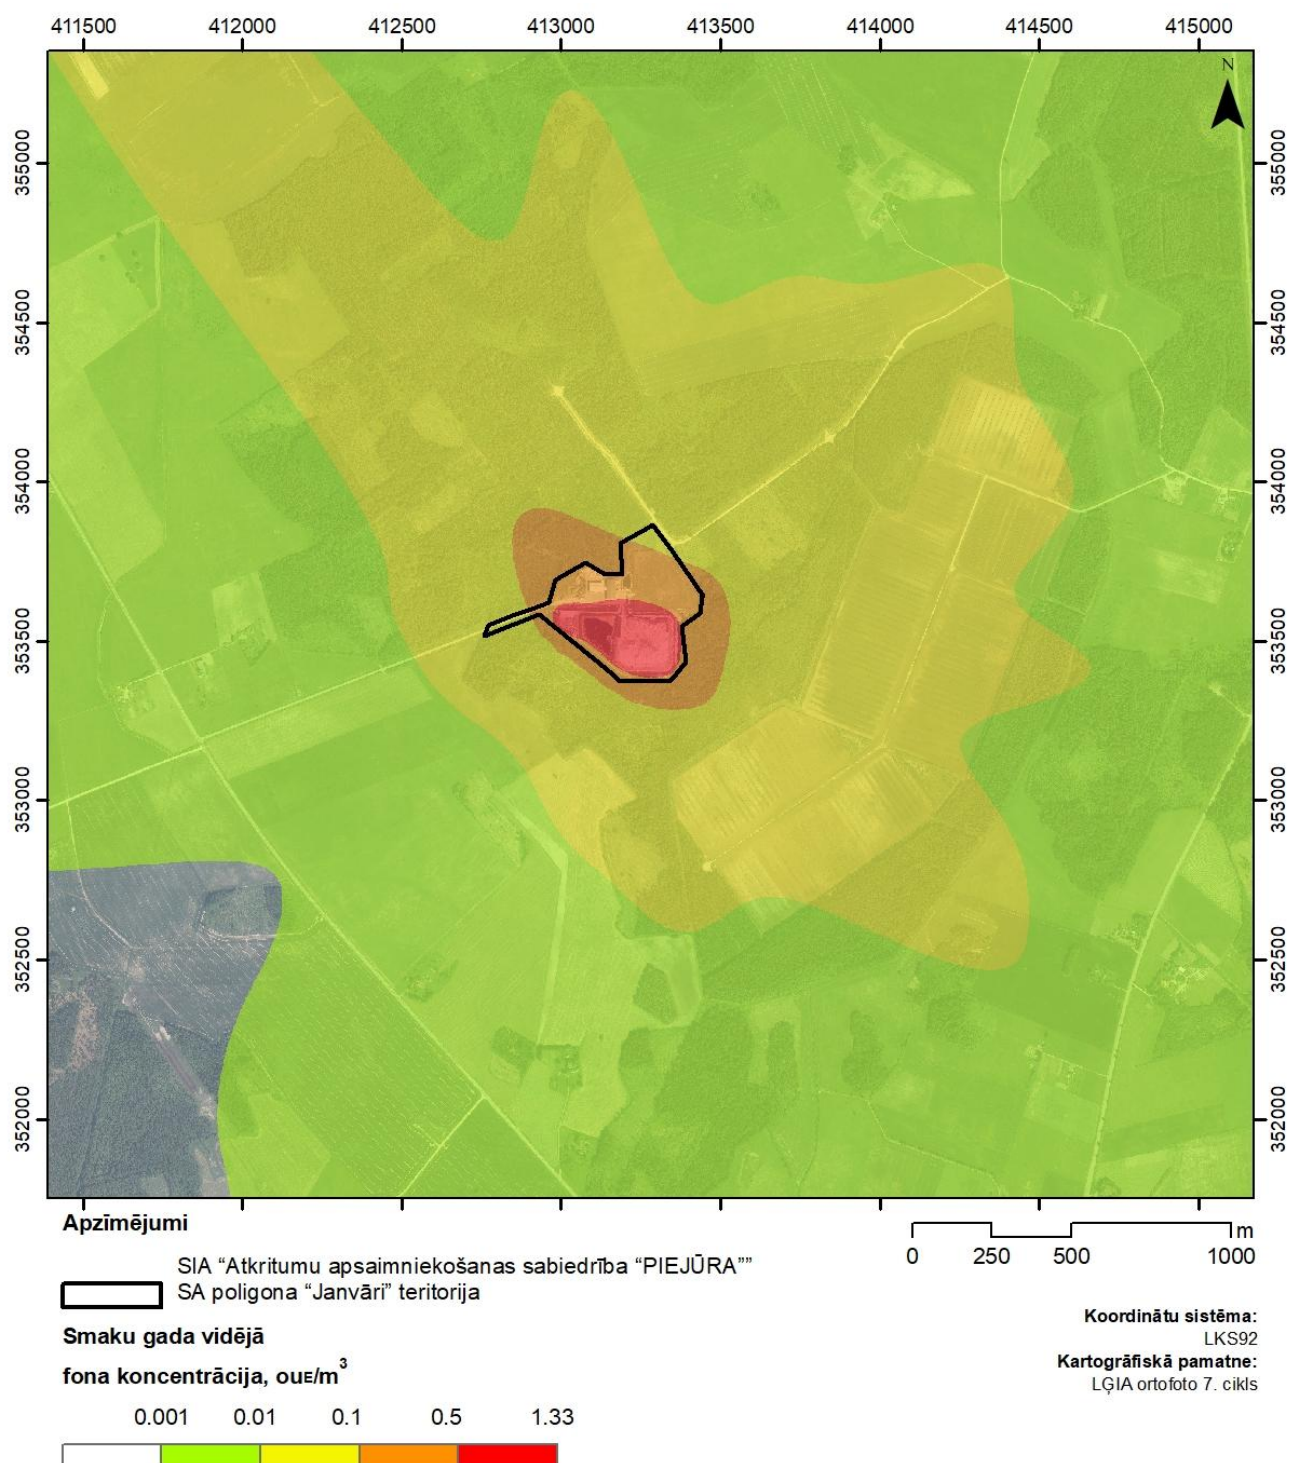 411500 412000 412500 413000 413500 414000 414500 415000
N
355000 355000
354500 354500
354000 354000
353500 353500
353000 353000
352500 352500
352000 352000
Apzīmējumi
SIA “Atkritumu apsaimniekošanas sabiedrība “PIEJŪRA””
SA poligona “Janvāri” teritorija
m
0 250 500 1000
Smaku gada vidējā
fona koncentrācija, ouᴇ/m³
0.001 0.01 0.1 0.5 1.33
Koordinātu sistēma:
LKS92
Kartogrāfiskā pamatne:
LĢIA ortofoto 7. cikls